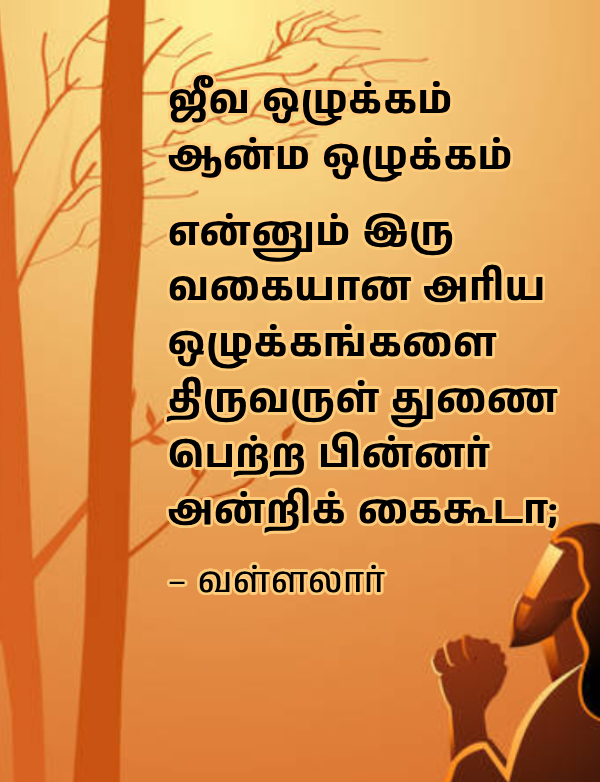 ஜீவ ஒழுக்கம்
ஆன்ம ஒழுக்கம்
என்னும் இரு
வகையான அரிய
ஒழுக்கங்களை
திருவருள் துணை
பெற்ற பின்னர்
அன்றிக் கைகூடா;
– வள்ளலார்